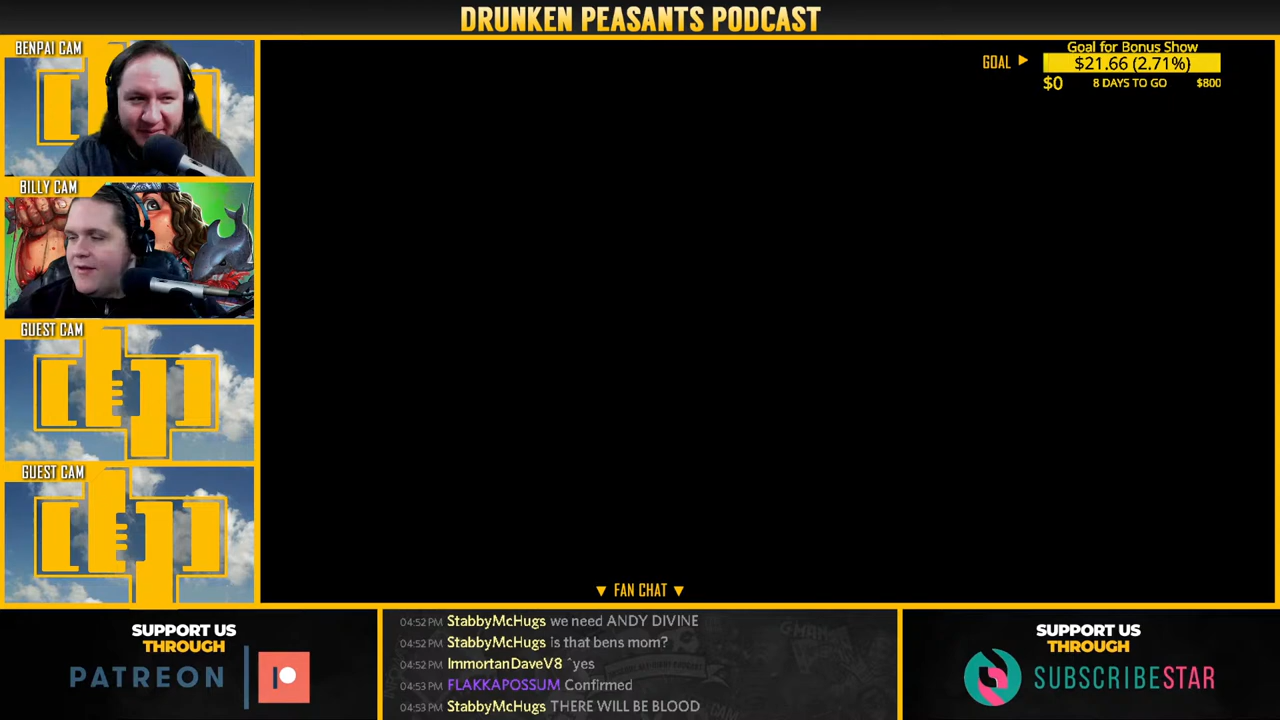 DRUNKEN PEASANTS PODCAST
BENPAI CAM
BILLY CAM
GUEST CAM
GUEST CAM
GOAL ▶
Goal for Bonus Show
$21.66 (2.71%)
$0 8 DAYS TO GO $800
▼ FAN CHAT ▼
04:52 PM StabbyMcHugs we need ANDY DIVINE
04:52 PM StabbyMcHugs is that bens mom?
04:52 PM ImmortanDaveV8 ^yes
04:53 PM FLAKKAPOSSUM Confirmed
04:53 PM StabbyMcHugs THERE WILL BE BLOOD
SUPPORT US
THROUGH
PATREON
SUPPORT US
THROUGH
SUBSCRIBESTAR